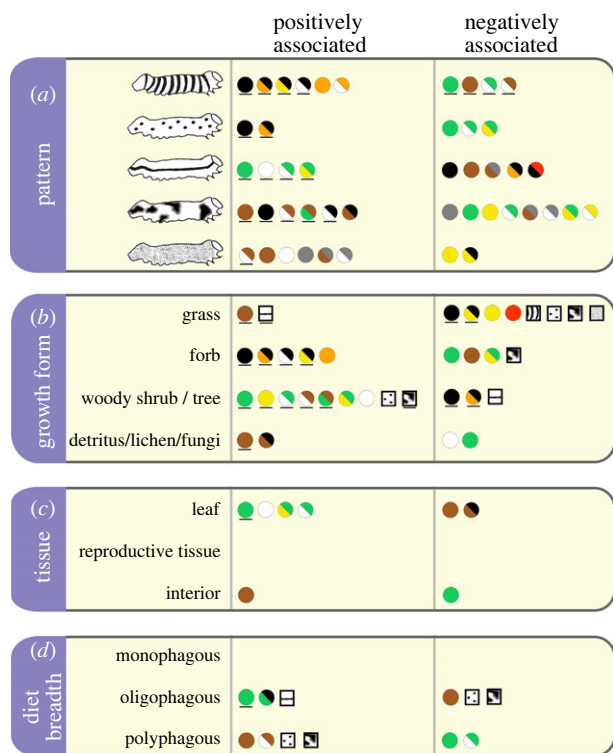 positively associated
negatively associated
(a)
pattern
(b)
growth form
grass
forb
woody shrub / tree
detritus/lichen/fungi
(c)
tissue
leaf
reproductive tissue
interior
(d)
diet breadth
monophagous
oligophagous
polyphagous